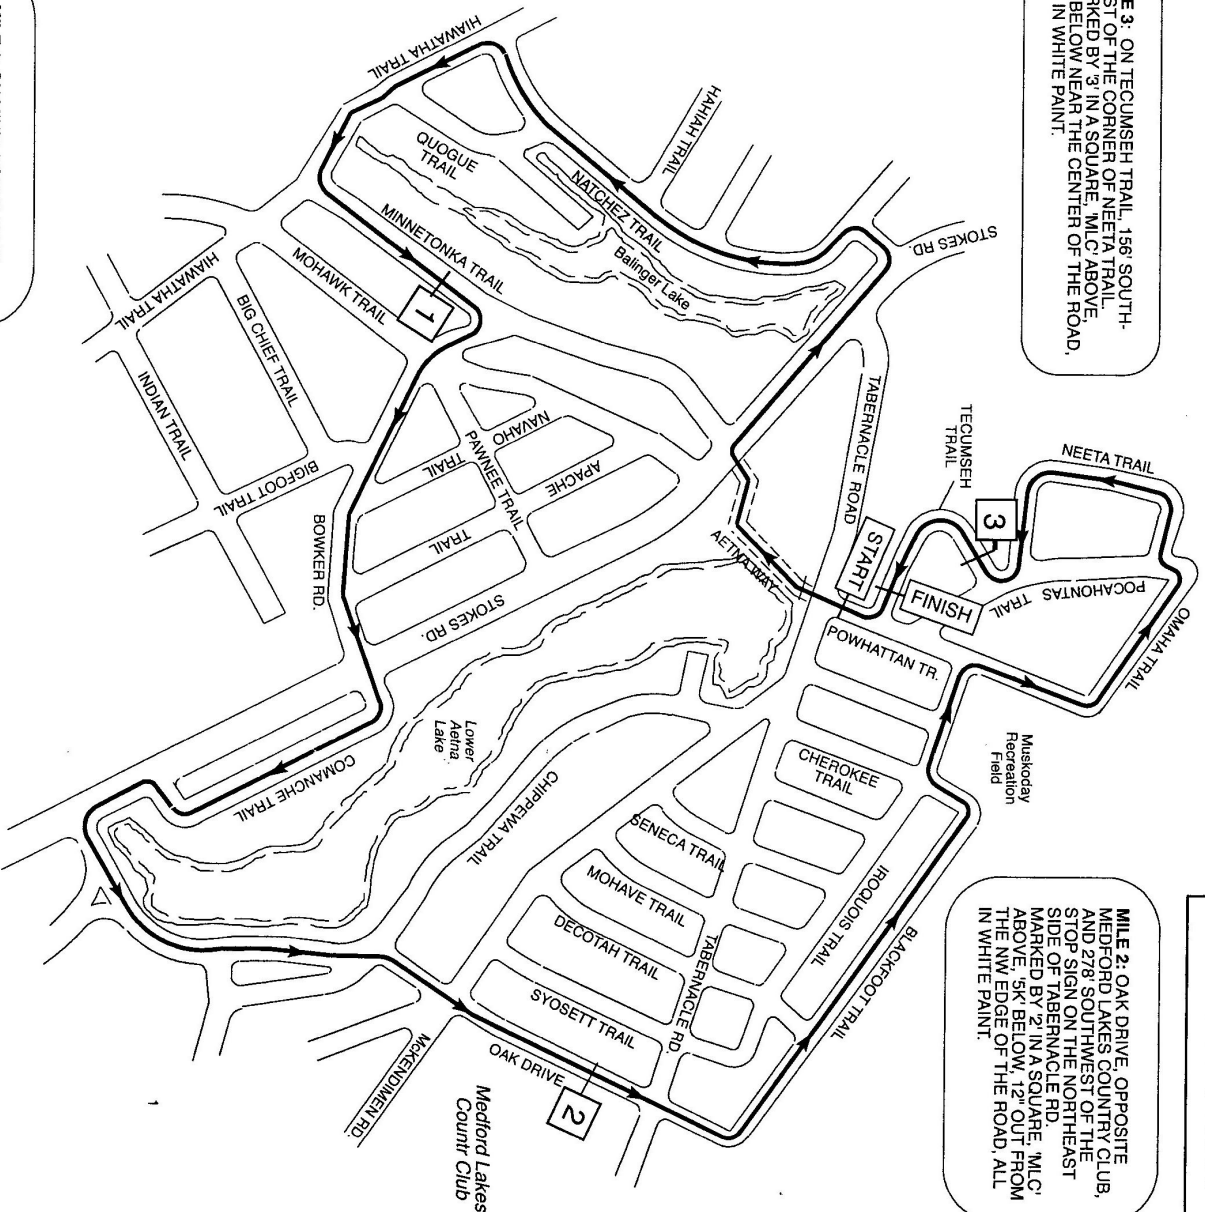 E 3: ON TECUMSEH TRAIL, 156' SOUTH-
ST OF THE CORNER OF NEETA TRAIL.
RKED BY '3' IN A SQUARE, 'MLC' ABOVE,
BELOW NEAR THE CENTER OF THE ROAD,
IN WHITE PAINT.
MILE 2: OAK DRIVE, OPPOSITE
MEDFORD LAKES COUNTRY CLUB,
AND 278' SOUTHWEST OF THE
STOP SIGN ON THE NORTHEAST
SIDE OF TABERNACLE RD.
MARKED BY '2' IN A SQUARE, 'MLC'
ABOVE, '5K' BELOW, 12" OUT FROM
THE NW EDGE OF THE ROAD, ALL
IN WHITE PAINT.
HIAWATHA TRAIL
HAHIAH TRAIL
QUOGUE
TRAIL
NATCHEZ TRAIL
Balinger Lake
MINNETONKA TRAIL
MOHAWK TRAIL
1
HIAWATHA TRAIL
BIG CHIEF TRAIL
INDIAN TRAIL
BIGFOOT TRAIL
BOWKER RD.
NAVAHO
TRAIL
PAWNEE TRAIL
APACHE
TRAIL
STOKES RD.
STOKES RD.
TABERNACLE ROAD
TECUMSEH
TRAIL
NEETA TRAIL
3
START
FINISH
AETNA WAY
POCAHONTAS TRAIL
OMAHA TRAIL
POWHATTAN TR.
Muskoday
Recreation
Field
CHEROKEE
TRAIL
Lower
Aetna
Lake
COMANCHE TRAIL
CHIPPEWA TRAIL
SENECA TRAIL
MOHAVE TRAIL
DECOTAH TRAIL
SYOSETT TRAIL
TABERNACLE RD.
IROQUOIS TRAIL
BLACKFOOT TRAIL
OAK DRIVE
2
McKENDIMEN RD.
Medford Lakes
Countr Club